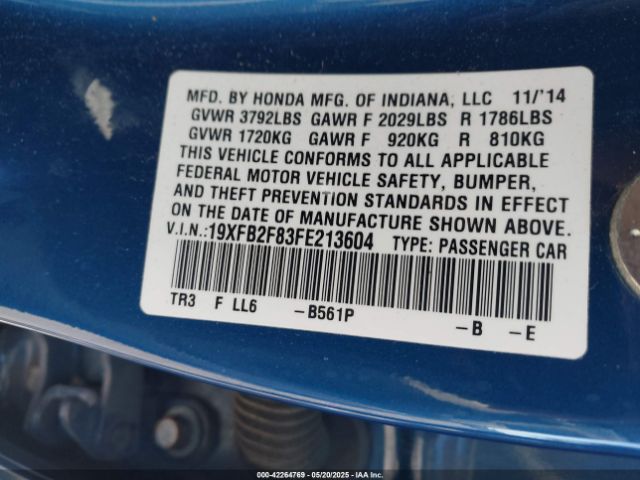 MFD. BY HONDA MFG. OF INDIANA, LLC 11/'14
GVWR 3792LBS GAWR F 2029LBS R 1786LBS
GVWR 1720KG GAWR F 920KG R 810KG
THIS VEHICLE CONFORMS TO ALL APPLICABLE
FEDERAL MOTOR VEHICLE SAFETY, BUMPER,
AND THEFT PREVENTION STANDARDS IN EFFECT
ON THE DATE OF MANUFACTURE SHOWN ABOVE.
V.I.N.:19XFB2F83FE213604 TYPE: PASSENGER CAR
TR3 F LL6 -B561P -B -E
000-42264769 - 05/20/2025 - IAAI.COM